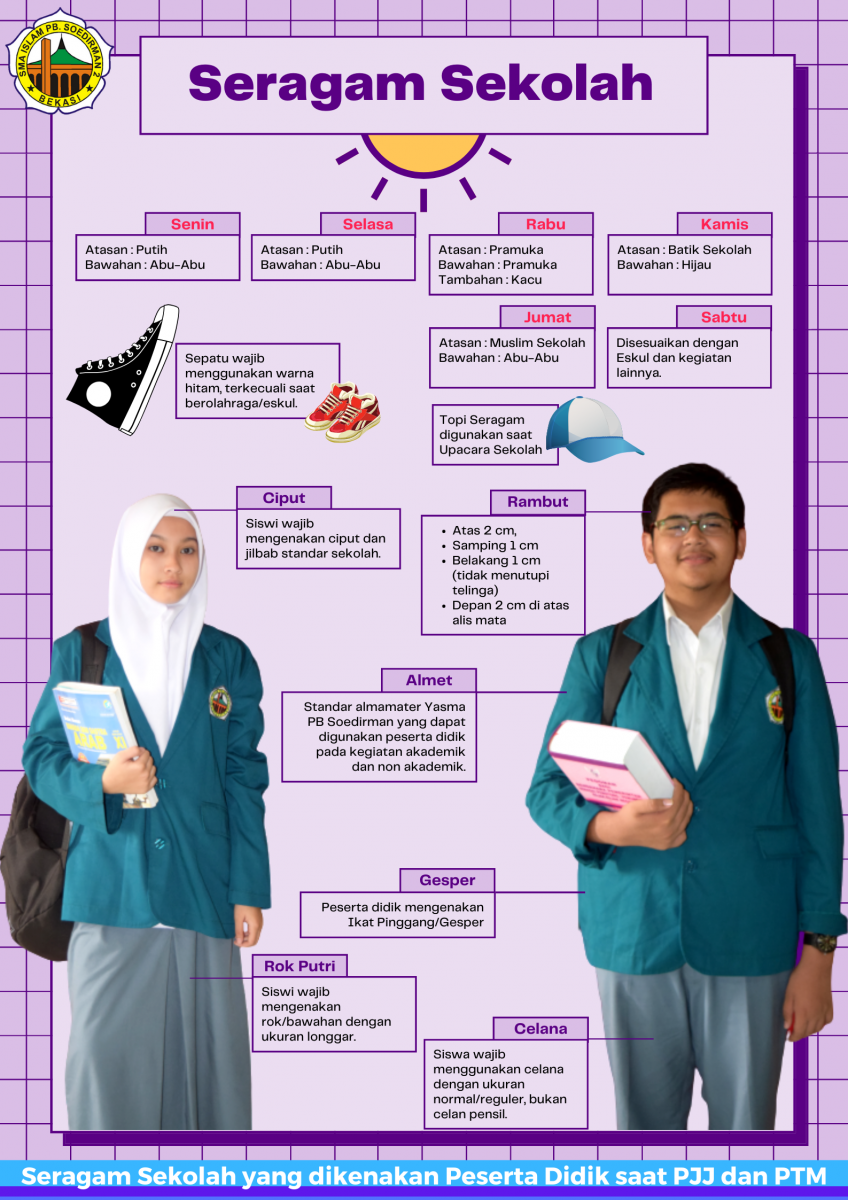 SMA ISLAM PB. SOEDIRMAN 2
BEKASI
Seragam Sekolah
Senin
Atasan : Putih
Bawahan : Abu-Abu
Selasa
Atasan : Putih
Bawahan : Abu-Abu
Rabu
Atasan : Pramuka
Bawahan : Pramuka
Tambahan : Kacu
Kamis
Atasan : Batik Sekolah
Bawahan : Hijau
Jumat
Atasan : Muslim Sekolah
Bawahan : Abu-Abu
Sabtu
Disesuaikan dengan
Eskul dan kegiatan
lainnya.
Sepatu wajib
menggunakan warna
hitam, terkecuali saat
berolahraga/eskul.
Topi Seragam
digunakan saat
Upacara Sekolah
Ciput
Siswi wajib
mengenakan ciput dan
jilbab standar sekolah.
Rambut
• Atas 2 cm,
• Samping 1 cm
• Belakang 1 cm
(tidak menutupi
telinga)
• Depan 2 cm di atas
alis mata
Almet
Standar almamater Yasma
PB Soedirman yang dapat
digunakan peserta didik
pada kegiatan akademik
dan non akademik.
ARAB
XI
Gesper
Peserta didik mengenakan
Ikat Pinggang/Gesper
Rok Putri
Siswi wajib
mengenakan
rok/bawahan dengan
ukuran longgar.
Celana
Siswa wajib
menggunakan celana
dengan ukuran
normal/reguler, bukan
celan pensil.
Seragam Sekolah yang dikenakan Peserta Didik saat PJJ dan PTM